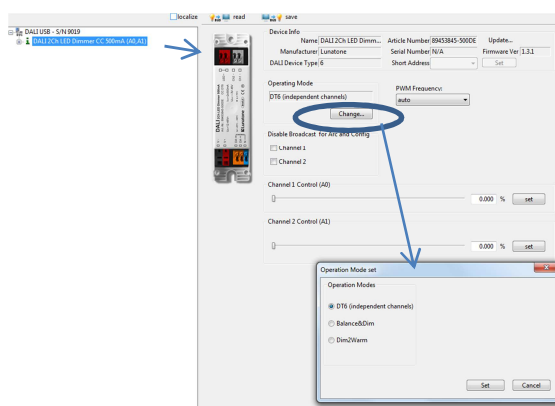 localize
read
save
DALI USB - S/N 9019
DALI 2Ch LED Dimmer CC 500mA (A0,A1)
Device Info
Name DALI 2Ch LED Dimm... Article Number 89453845-500DE Update...
Manufacturer Lunatone Serial Number N/A Firmware Ver 1.3.1
DALI Device Type 6 Short Address Set
Operating Mode
DT6 (independent channels)
Change...
PWM Frequency:
auto
Disable Broadcast for Arc and Config
Channel 1
Channel 2
Channel 1 Control (A0)
0.000 % set
Channel 2 Control (A1)
0.000 % set
Operation Mode set
Operation Modes
DT6 (independent channels)
Balance&Dim
Dim2Warm
Set Cancel
DALI
Lunatone